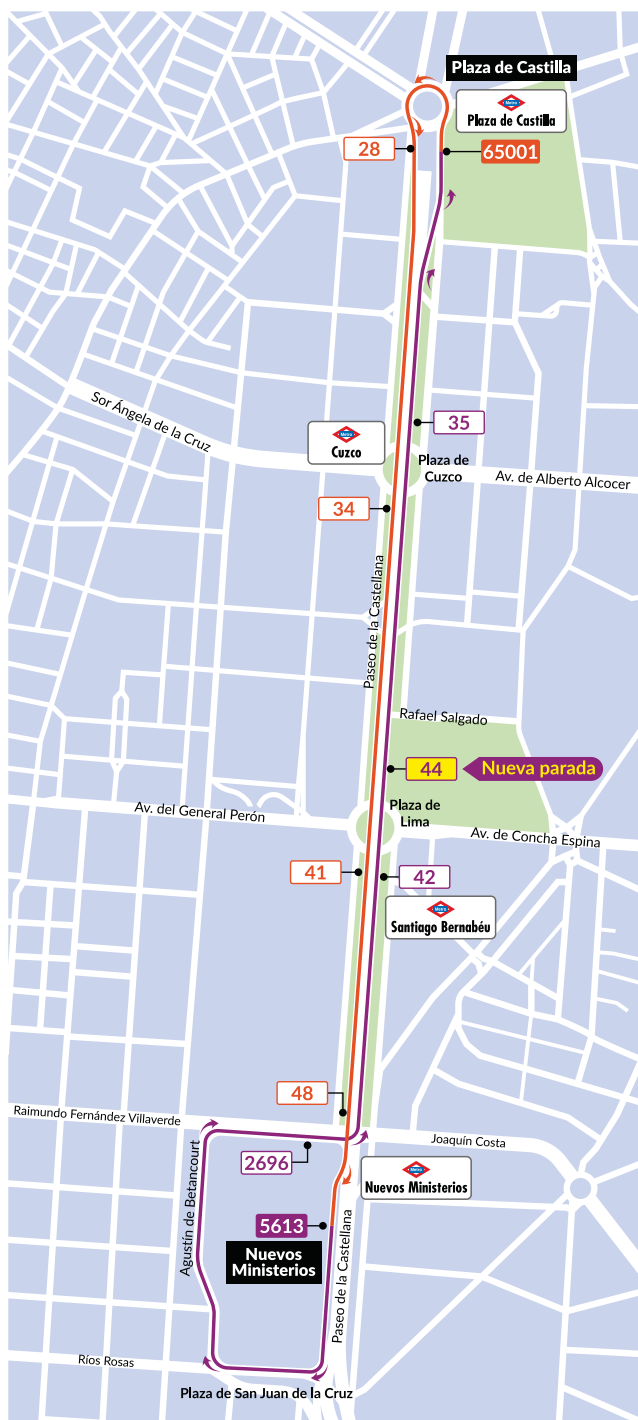 Plaza de Castilla
Metro
Plaza de Castilla
28
65001
Sor Ángela de la Cruz
35
Metro
Cuzco
Plaza de
Cuzco
Av. de Alberto Alcocer
34
Paseo de la Castellana
Rafael Salgado
44
Nueva parada
Plaza de
Lima
Av. del General Perón
Av. de Concha Espina
41
42
Metro
Santiago Bernabéu
48
Raimundo Fernández Villaverde
Joaquín Costa
2696
Metro
Nuevos Ministerios
Agustín de Betancourt
5613
Nuevos
Ministerios
Paseo de la Castellana
Ríos Rosas
Plaza de San Juan de la Cruz